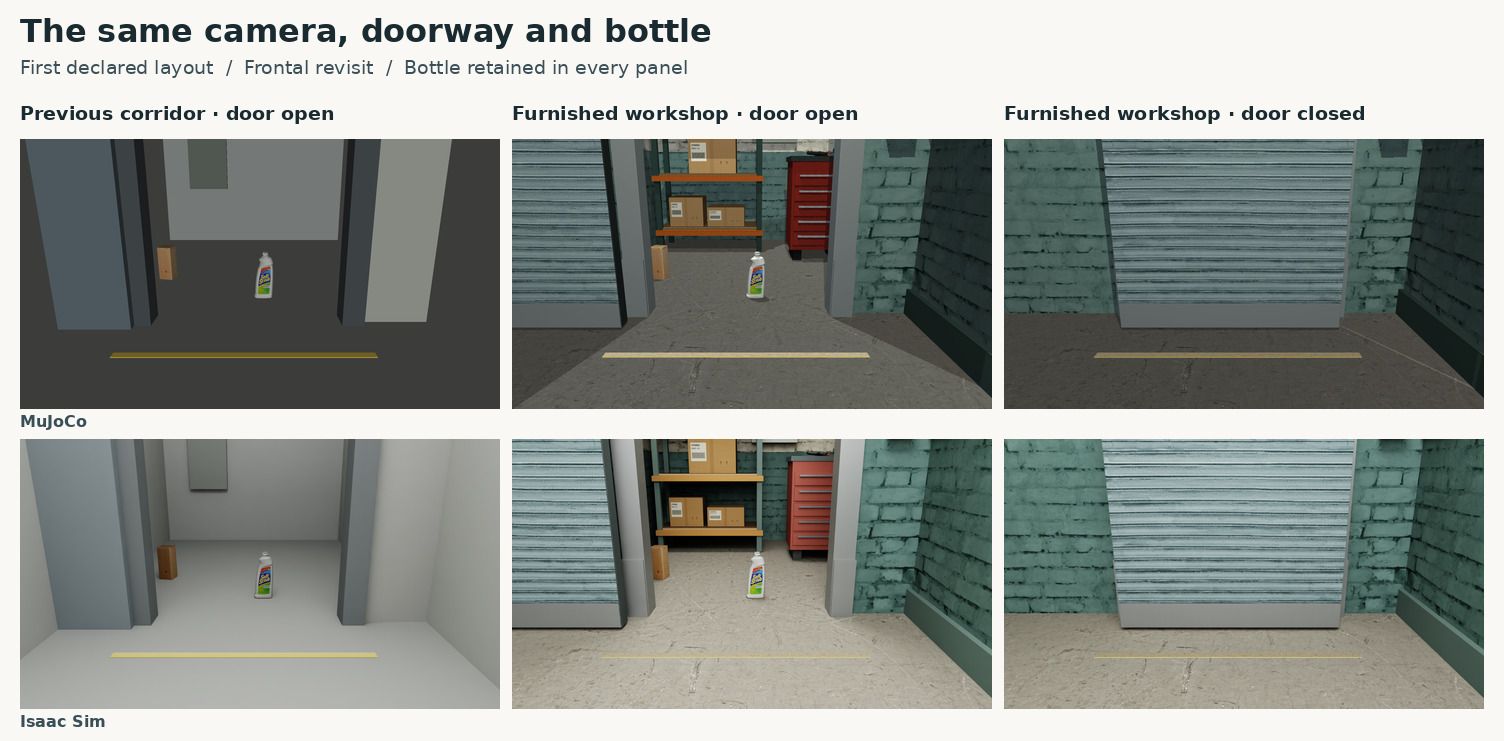 The same camera, doorway and bottle
First declared layout / Frontal revisit / Bottle retained in every panel
Previous corridor · door open
Furnished workshop · door open
Furnished workshop · door closed
MuJoCo
Isaac Sim